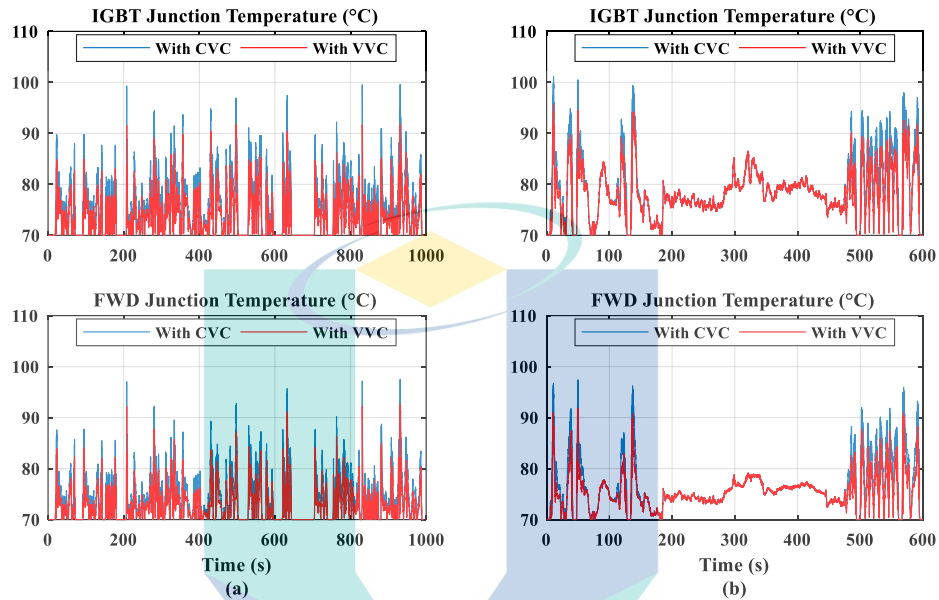 IGBT Junction Temperature (°C)
With CVC With VVC
110
100
90
80
70
0 200 400 600 800 1000
FWD Junction Temperature (°C)
With CVC With VVC
110
100
90
80
70
0 200 400 600 800 1000
Time (s)
(a)
IGBT Junction Temperature (°C)
With CVC With VVC
110
100
90
80
70
0 100 200 300 400 500 600
FWD Junction Temperature (°C)
With CVC With VVC
110
100
90
80
70
0 100 200 300 400 500 600
Time (s)
(b)